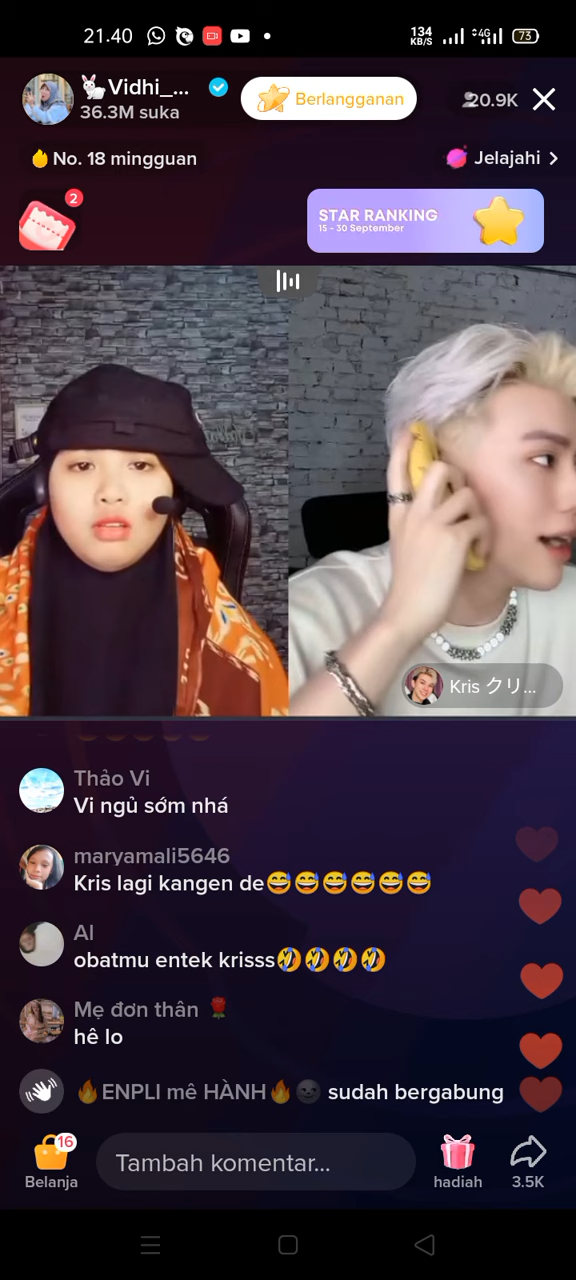 21.40
134
KB/S
4G
73
Vidhi_...
36.3M suka
Berlangganan
20.9K
No. 18 mingguan
Jelajahi
2
STAR RANKING
15 - 30 September
Kris クリ...
Thảo Vi
Vi ngủ sớm nhá
maryamali5646
Kris lagi kangen de😅😅😅😅😅😅
Al
obatmu entek krisss🤣🤣🤣🤣
Mẹ đơn thân 🌹
hê lo
🔥ENPLI mê HÀNH🔥🌚 sudah bergabung
16
Belanja
Tambah komentar...
hadiah
3.5K